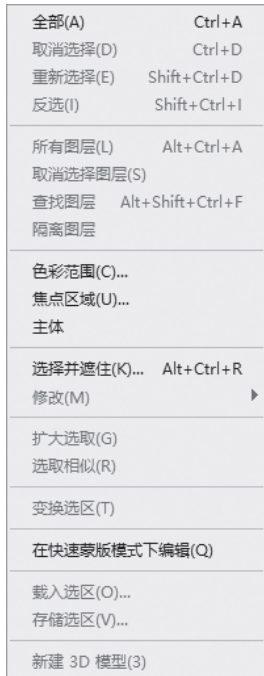 全部(A) Ctrl+A
取消选择(D) Ctrl+D
重新选择(E) Shift+Ctrl+D
反选(I) Shift+Ctrl+I
所有图层(L) Alt+Ctrl+A
取消选择图层(S)
查找图层 Alt+Shift+Ctrl+F
隔离图层
色彩范围(C)...
焦点区域(U)...
主体
选择并遮住(K)... Alt+Ctrl+R
修改(M)
扩大选取(G)
选取相似(R)
变换选区(T)
在快速蒙版模式下编辑(Q)
载入选区(O)...
存储选区(V)...
新建 3D 模型(3)